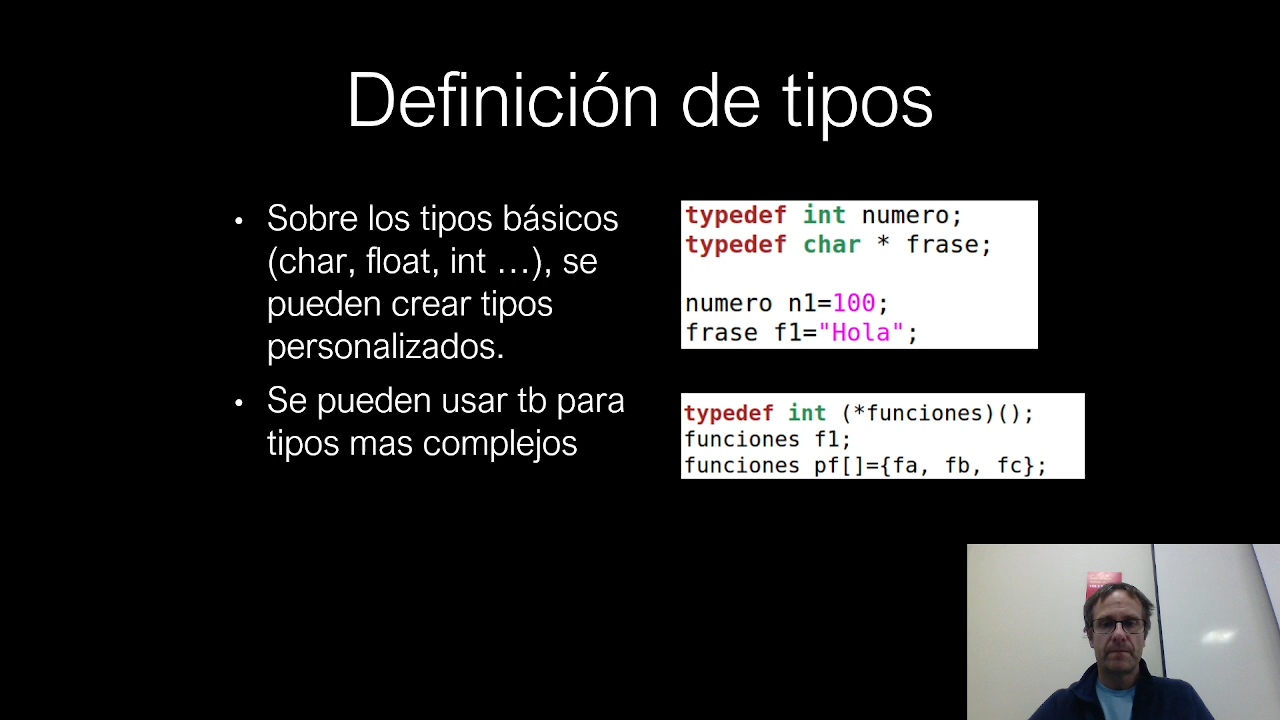 Definición de tipos
• Sobre los tipos básicos
(char, float, int …), se
pueden crear tipos
personalizados.
• Se pueden usar tb para
tipos mas complejos
typedef int numero;
typedef char * frase;
numero n1=100;
frase f1="Hola";
typedef int (*funciones)();
funciones f1;
funciones pf[]={fa, fb, fc};